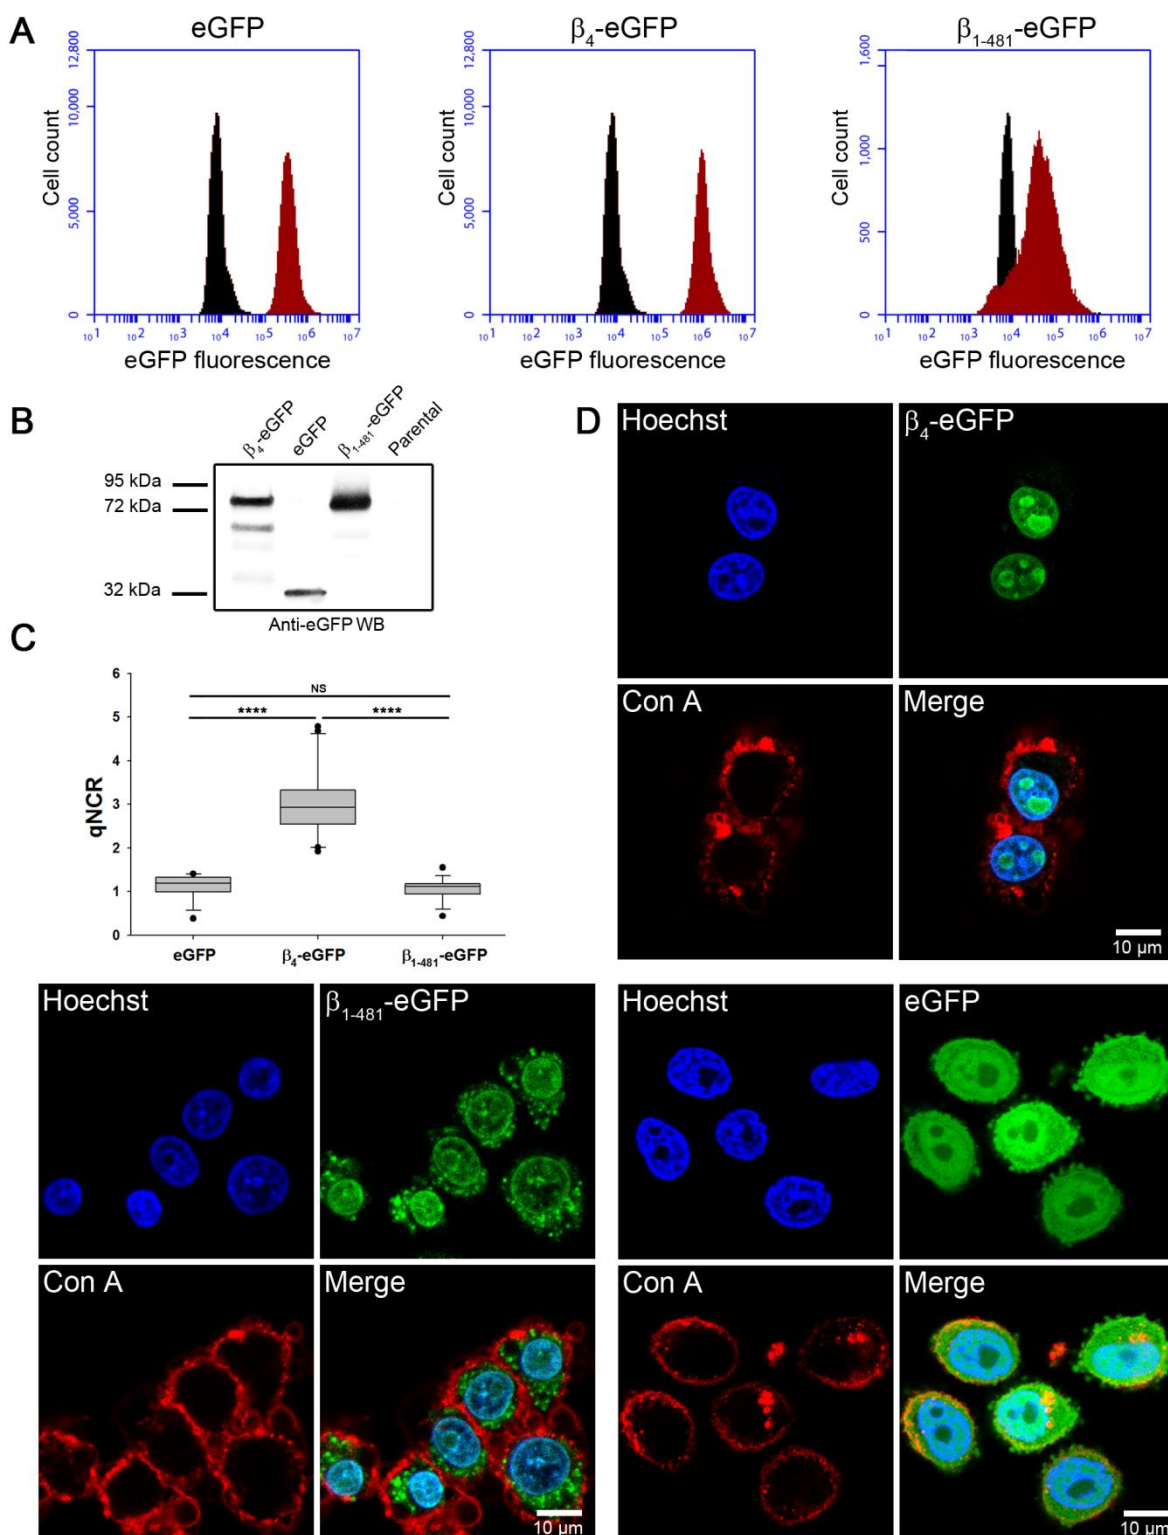 A
eGFP
β4-eGFP
β1-481-eGFP
Cell count
12,800
10,000
5,000
0
10^1 10^2 10^3 10^4 10^5 10^6 10^7
eGFP fluorescence
Cell count
12,800
10,000
5,000
0
10^1 10^2 10^3 10^4 10^5 10^6 10^7
eGFP fluorescence
Cell count
1,600
1,000
500
0
10^1 10^2 10^3 10^4 10^5 10^6 10^7
eGFP fluorescence
B
β4-eGFP
eGFP
β1-481-eGFP
Parental
95 kDa
72 kDa
32 kDa
Anti-eGFP WB
C
qNCR
6
5
4
3
2
1
0
NS
**** ****
eGFP β4-eGFP β1-481-eGFP
D
Hoechst
β4-eGFP
Con A
Merge
10 µm
Hoechst
β1-481-eGFP
Con A
Merge
10 µm
Hoechst
eGFP
Con A
Merge
10 µm